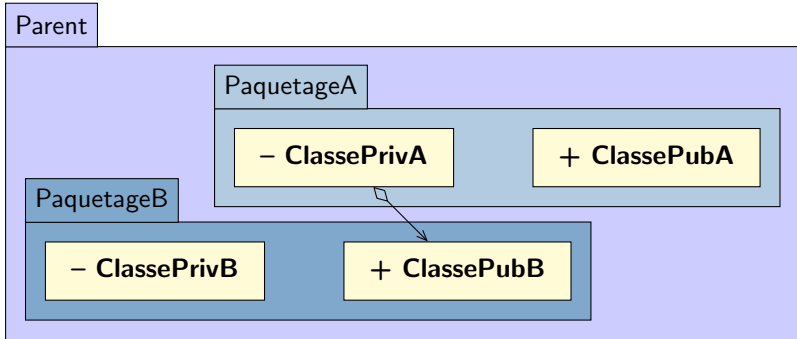 Parent
PaquetageA
– ClassePrivA
+ ClassePubA
PaquetageB
– ClassePrivB
+ ClassePubB